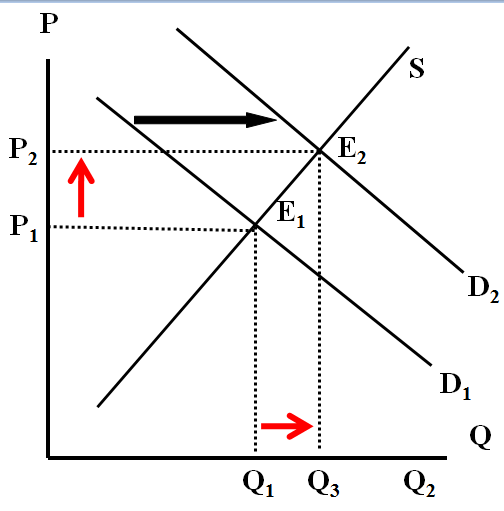 P
S
P₂
E₂
E₁
P₁
D₂
D₁
Q
Q₁ Q₃ Q₂